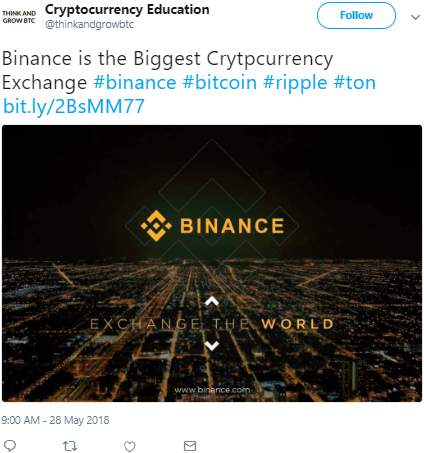 THINK AND
GROW BTC
Cryptocurrency Education
@thinkandgrowbtc
Follow
Binance is the Biggest Crytpcurrency
Exchange #binance #bitcoin #ripple #ton
bit.ly/2BsMM77
BINANCE
EXCHANGE THE WORLD
www.binance.com
9:00 AM - 28 May 2018